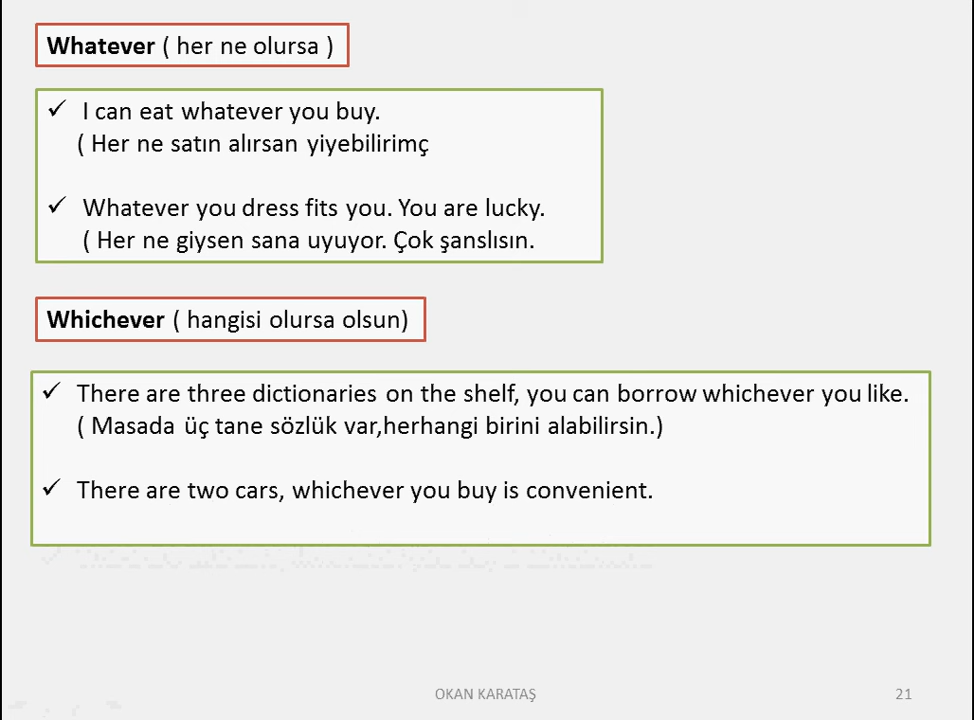 Whatever ( her ne olursa )
✓ I can eat whatever you buy.
( Her ne satın alırsan yiyebilirimç
✓ Whatever you dress fits you. You are lucky.
( Her ne giysen sana uyuyor. Çok şanslısın.
Whichever ( hangisi olursa olsun)
✓ There are three dictionaries on the shelf, you can borrow whichever you like.
( Masada üç tane sözlük var,herhangi birini alabilirsin.)
✓ There are two cars, whichever you buy is convenient.
OKAN KARATAŞ
21